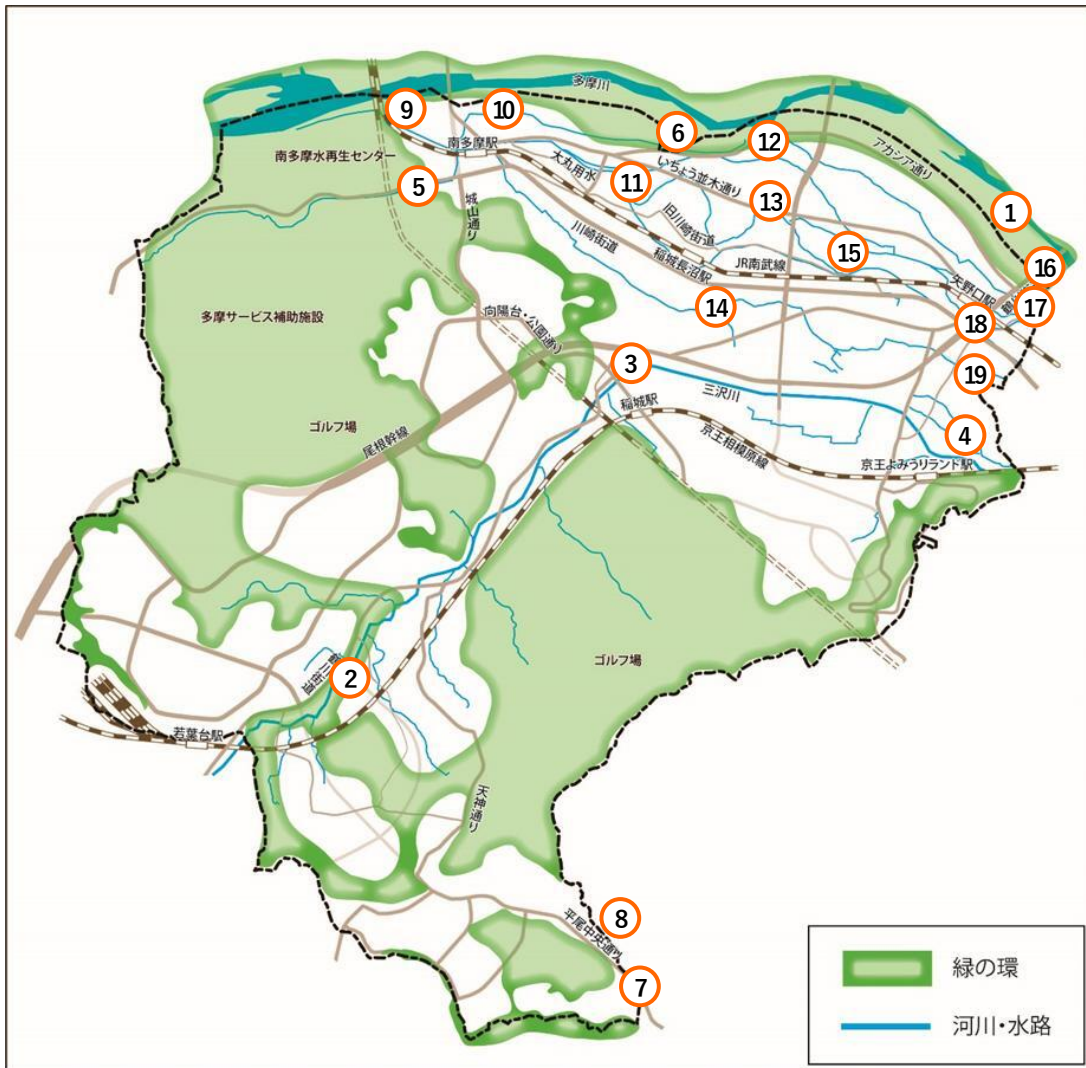 多摩川
9
10
6
12
南多摩駅
アカシア通り
南多摩水再生センター
大丸用水
いちょう並木通り
5
11
城山通り
13
1
旧川崎街道
川崎街道
15
稲城長沼駅
JR南武線
16
矢野口駅
14
17
多摩サービス補助施設
向陽台・公園通り
18
3
19
三沢川
稲城駅
ゴルフ場
尾根幹線
京王相模原線
4
京王よみうりランド駅
ゴルフ場
鶴川街道
2
若葉台駅
天神通り
8
平尾中央通り
7
緑の環
河川・水路